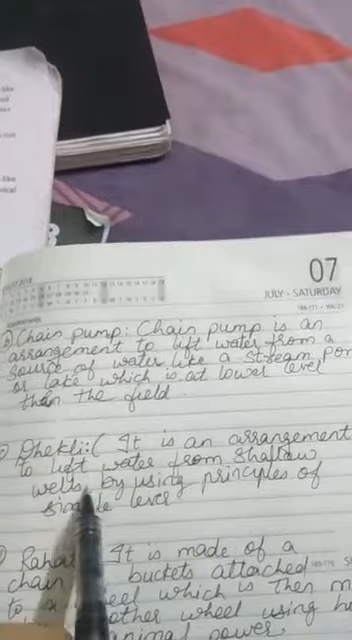 07
JULY - SATURDAY
Chain pump: Chain pump is an
arrangement to lift water from a
source of water like a stream pon
or lake which is at lower level
than the field.
Dhekli:( It is an arrangement
to lift water from shallow
wells by using principles of
simple lever
Raha It is made of a
chain buckets attached
to wheel which is then m
other wheel using hu
animal power.